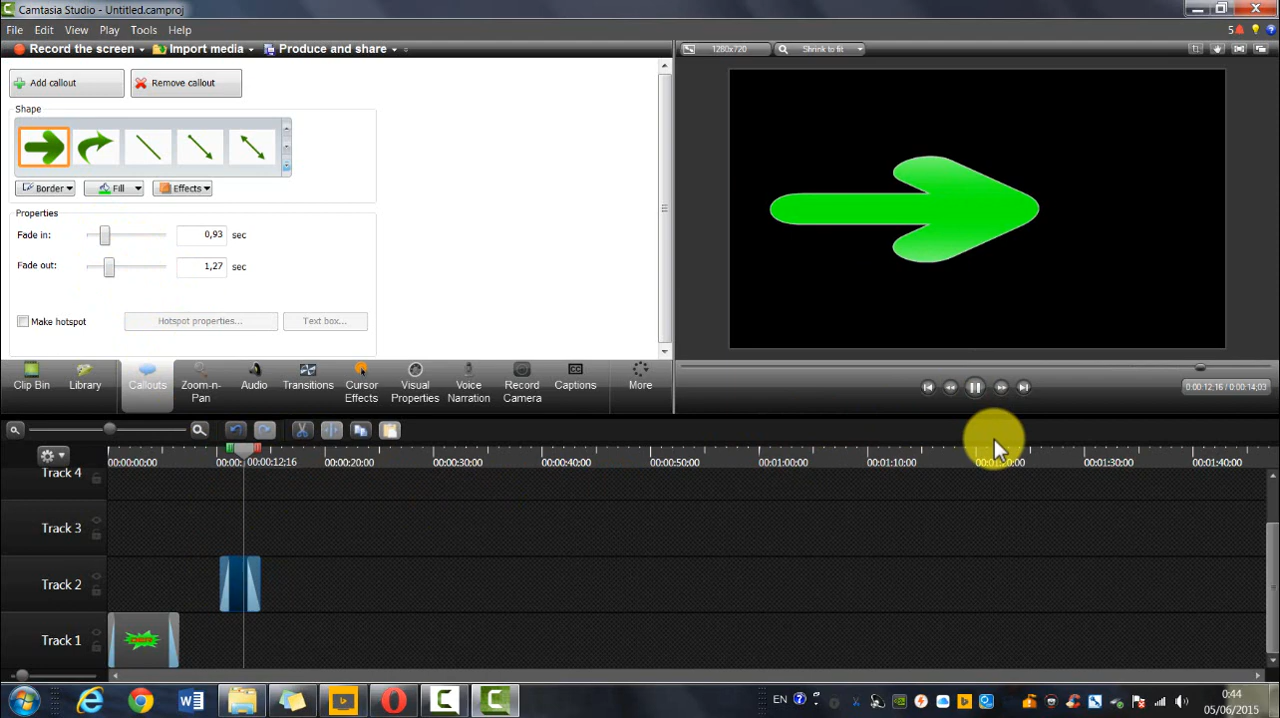 Camtasia Studio - Untitled.camproj
File Edit View Play Tools Help
5
Record the screen Import media Produce and share
1280x720 Shrink to fit
Add callout Remove callout
Shape
Border Fill Effects
Properties
Fade in: 0,93 sec
Fade out: 1,27 sec
Make hotspot Hotspot properties... Text box...
Clip Bin Library Callouts Zoom-n-Pan Audio Transitions Cursor Effects Visual Properties Voice Narration Record Camera Captions More
0:00:12;16 / 0:00:14;03
00:00:00;00 00:00: 00:00:12;16 00:00:20;00 00:00:30;00 00:00:40;00 00:00:50;00 00:01:00;00 00:01:10;00 00:01:20;00 00:01:30;00 00:01:40;00
Track 4
Track 3
Track 2
Track 1
EN
0:44
05/06/2015